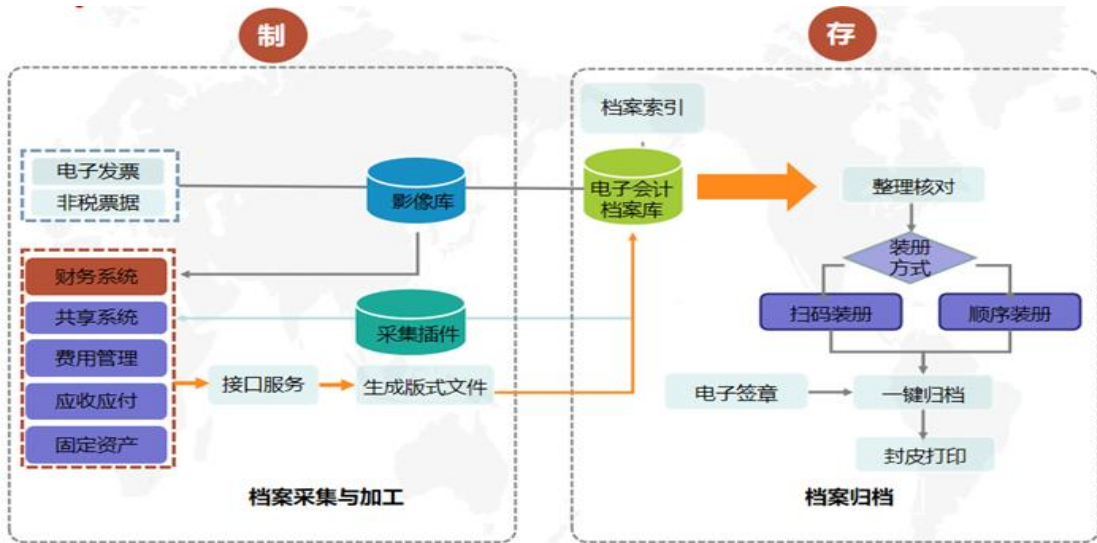 制
存
档案索引
电子发票
非税票据
影像库
电子会计
档案库
整理核对
装册
方式
财务系统
共享系统
采集插件
扫码装册
顺序装册
费用管理
接口服务
生成版式文件
应收应付
电子签章
一键归档
固定资产
封皮打印
档案采集与加工
档案归档